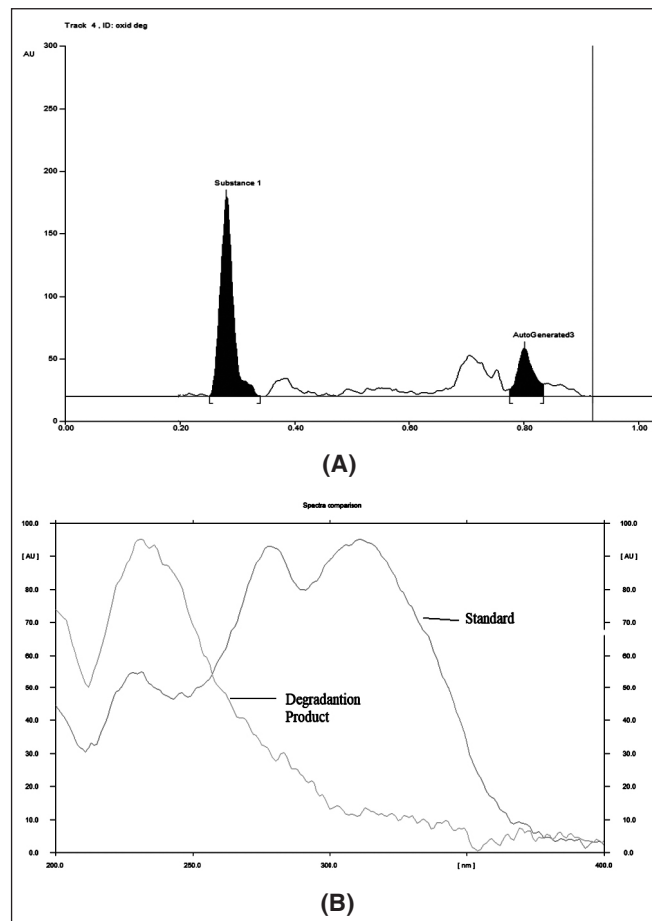 Track 4 , ID: oxid deg
AU
300
250
200
150
100
50
0
Substance 1
AutoGenerated3
0.00 0.20 0.40 0.60 0.80 1.00
(A)
Spectra comparison
100.0 100.0
[ AU ] [ AU ]
80.0 80.0
70.0 70.0
60.0 60.0
50.0 50.0
40.0 40.0
30.0 30.0
20.0 20.0
10.0 10.0
0.0 0.0
Standard
Degradantion
Product
200.0 250.0 300.0 [ nm ] 400.0
(B)